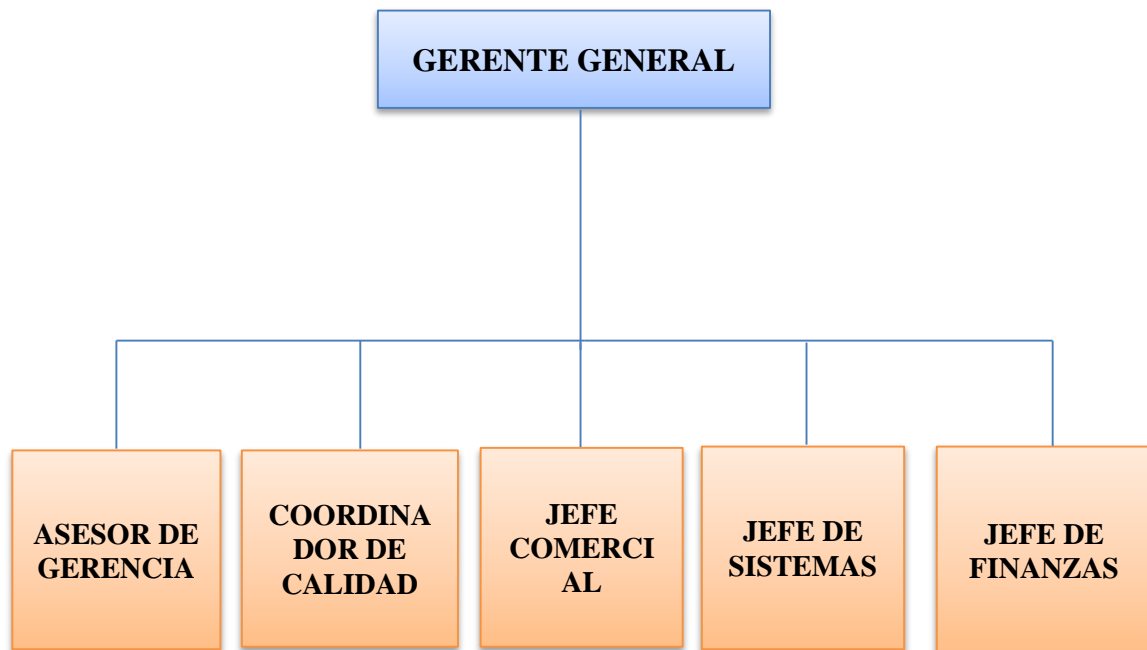 GERENTE GENERAL
ASESOR DE
GERENCIA
COORDINA
DOR DE
CALIDAD
JEFE
COMERCI
AL
JEFE DE
SISTEMAS
JEFE DE
FINANZAS